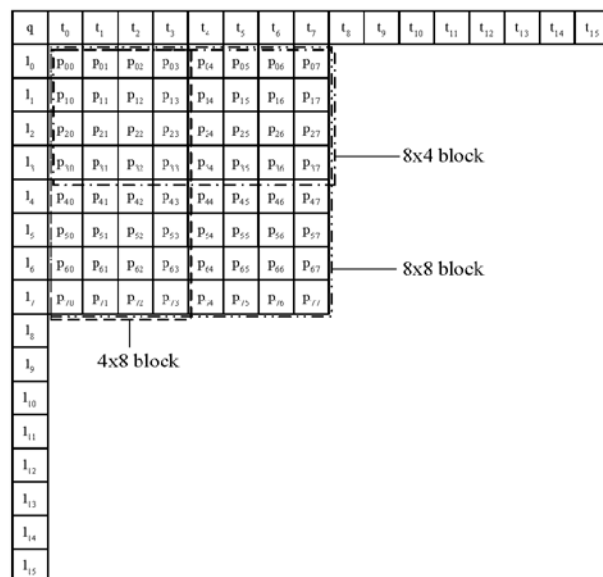 q t₀ t₁ t₂ t₃ t₄ t₅ t₆ t₇ t₈ t₉ t₁₀ t₁₁ t₁₂ t₁₃ t₁₄ t₁₅
l₀ p₀₀ p₀₁ p₀₂ p₀₃ p₀₄ p₀₅ p₀₆ p₀₇
l₁ p₁₀ p₁₁ p₁₂ p₁₃ p₁₄ p₁₅ p₁₆ p₁₇
l₂ p₂₀ p₂₁ p₂₂ p₂₃ p₂₄ p₂₅ p₂₆ p₂₇
l₃ p₃₀ p₃₁ p₃₂ p₃₃ p₃₄ p₃₅ p₃₆ p₃₇
8x4 block
l₄ p₄₀ p₄₁ p₄₂ p₄₃ p₄₄ p₄₅ p₄₆ p₄₇
l₅ p₅₀ p₅₁ p₅₂ p₅₃ p₅₄ p₅₅ p₅₆ p₅₇
l₆ p₆₀ p₆₁ p₆₂ p₆₃ p₆₄ p₆₅ p₆₆ p₆₇
8x8 block
l₇ p₇₀ p₇₁ p₇₂ p₇₃ p₇₄ p₇₅ p₇₆ p₇₇
l₈
l₉
4x8 block
l₁₀
l₁₁
l₁₂
l₁₃
l₁₄
l₁₅